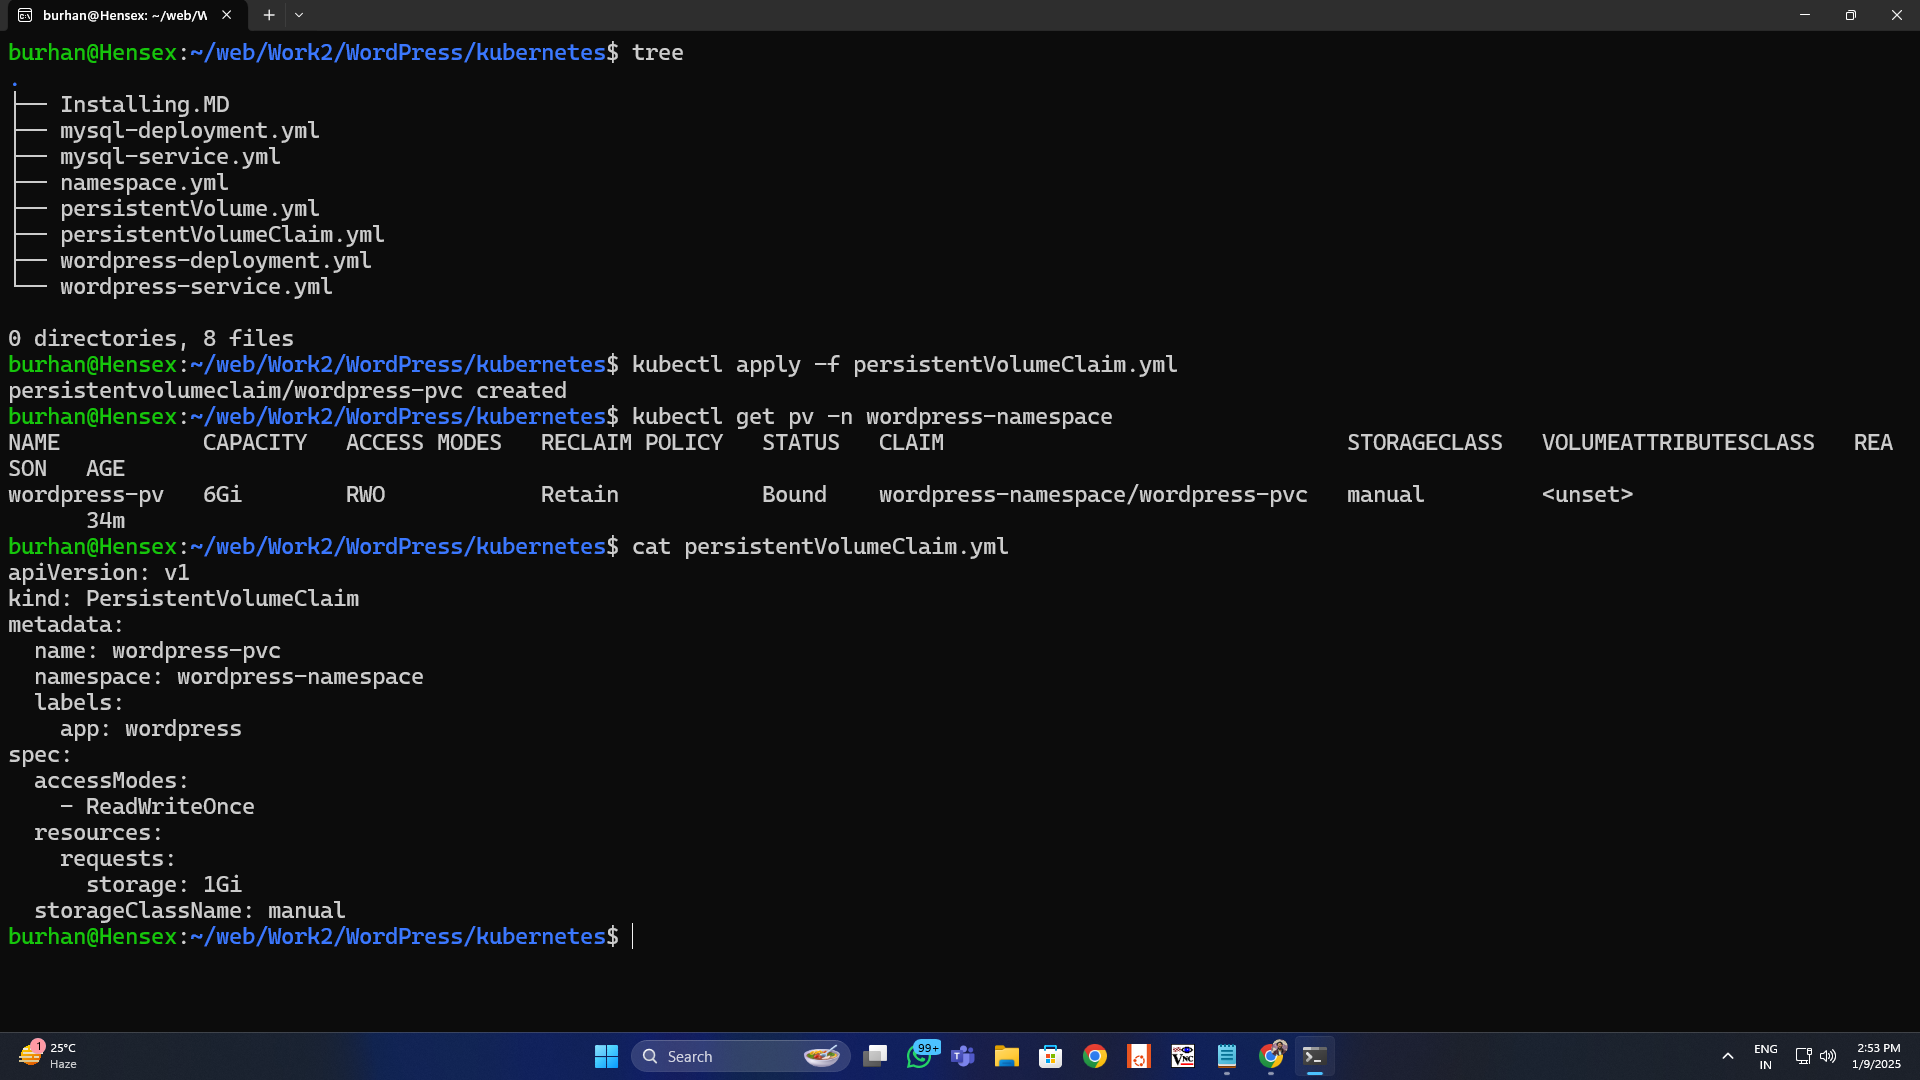 burhan@Hensex: ~/web/W
burhan@Hensex:~/web/Work2/WordPress/kubernetes$ tree
.
├── Installing.MD
├── mysql-deployment.yml
├── mysql-service.yml
├── namespace.yml
├── persistentVolume.yml
├── persistentVolumeClaim.yml
├── wordpress-deployment.yml
└── wordpress-service.yml
0 directories, 8 files
burhan@Hensex:~/web/Work2/WordPress/kubernetes$ kubectl apply -f persistentVolumeClaim.yml
persistentvolumeclaim/wordpress-pvc created
burhan@Hensex:~/web/Work2/WordPress/kubernetes$ kubectl get pv -n wordpress-namespace
NAME           CAPACITY   ACCESS MODES   RECLAIM POLICY   STATUS   CLAIM                               STORAGECLASS   VOLUMEATTRIBUTESCLASS   REA
SON   AGE
wordpress-pv   6Gi        RWO            Retain           Bound    wordpress-namespace/wordpress-pvc   manual         <unset>
      34m
burhan@Hensex:~/web/Work2/WordPress/kubernetes$ cat persistentVolumeClaim.yml
apiVersion: v1
kind: PersistentVolumeClaim
metadata:
  name: wordpress-pvc
  namespace: wordpress-namespace
  labels:
    app: wordpress
spec:
  accessModes:
    - ReadWriteOnce
  resources:
    requests:
      storage: 1Gi
  storageClassName: manual
burhan@Hensex:~/web/Work2/WordPress/kubernetes$
1
25°C
Haze
Search
99+
VNC
ENG
IN
2:53 PM
1/9/2025